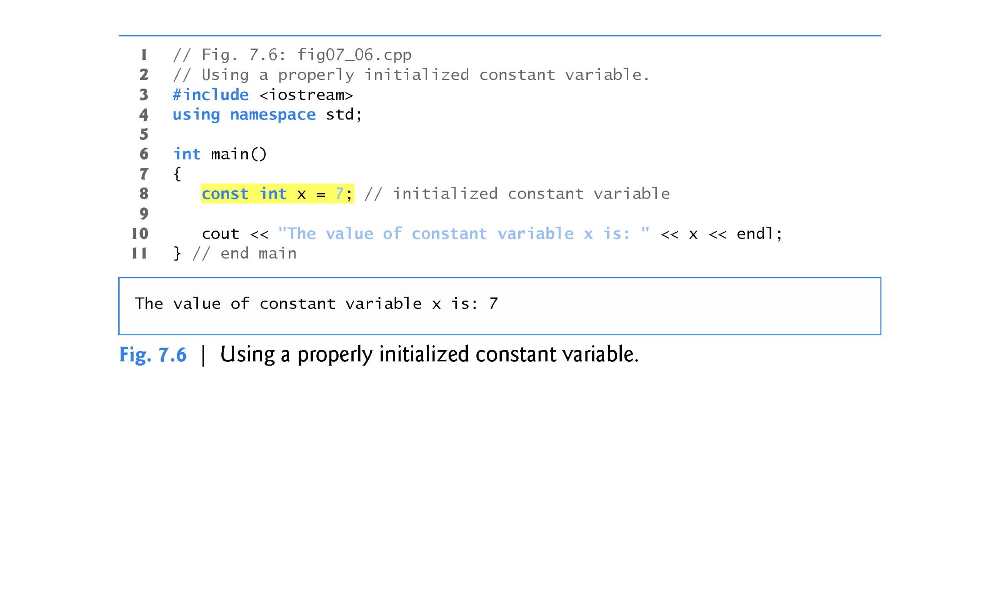 1 // Fig. 7.6: fig07_06.cpp
2 // Using a properly initialized constant variable.
3 #include <iostream>
4 using namespace std;
5
6 int main()
7 {
8    const int x = 7; // initialized constant variable
9
10    cout << "The value of constant variable x is: " << x << endl;
11 } // end main
The value of constant variable x is: 7
Fig. 7.6 | Using a properly initialized constant variable.